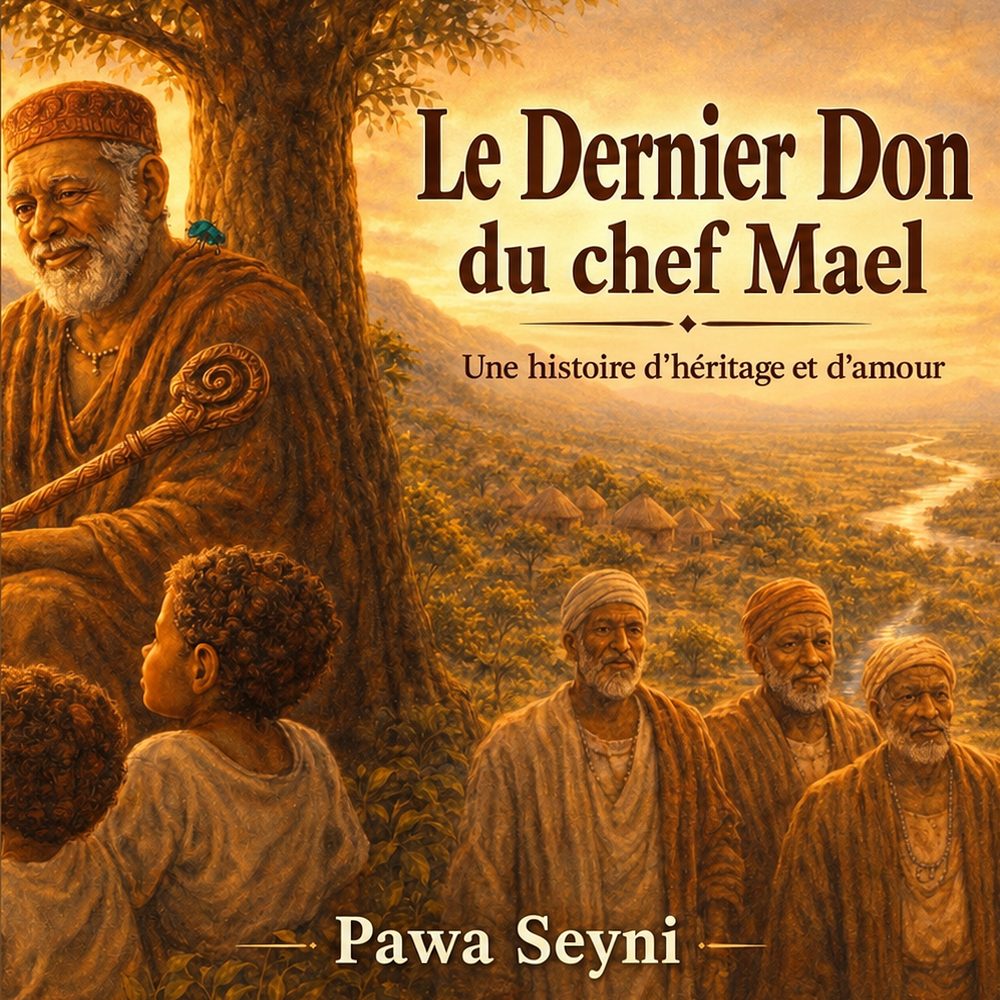 Le Dernier Don
du chef Mael
Une histoire d’héritage et d’amour
Pawa Seyni